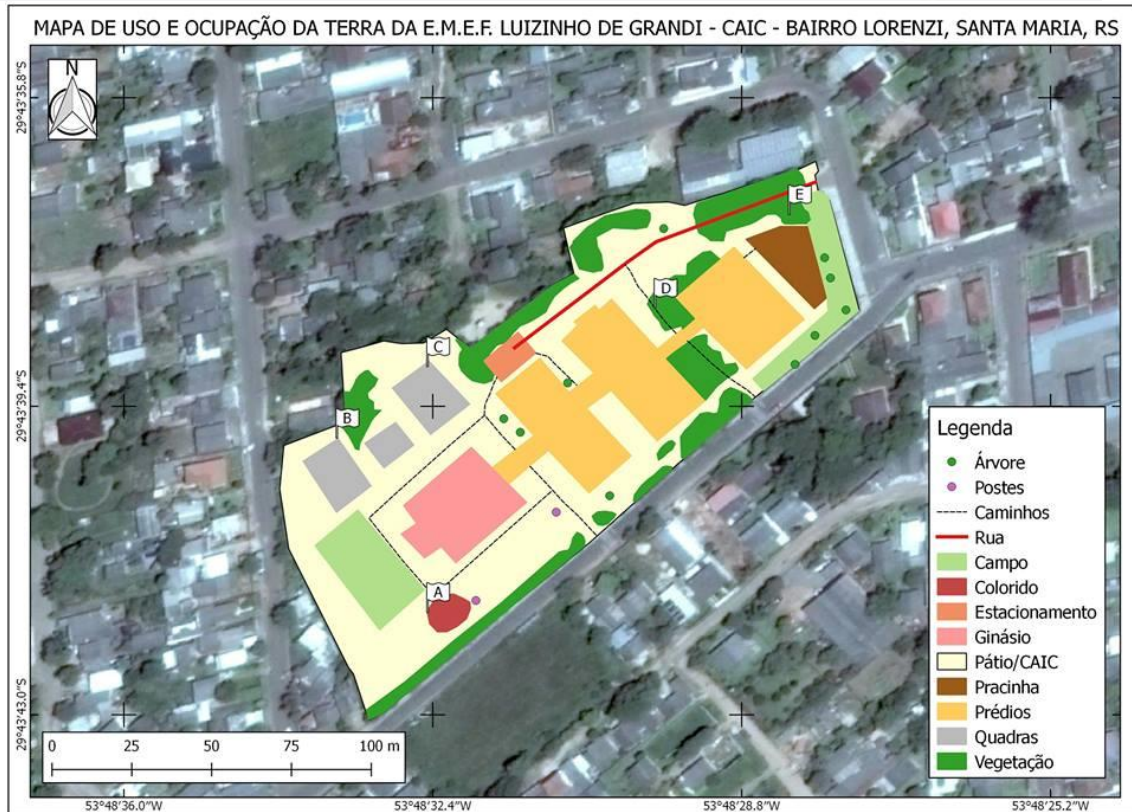 MAPA DE USO E OCUPAÇÃO DA TERRA DA E.M.E.F. LUIZINHO DE GRANDI - CAIC - BAIRRO LORENZI, SANTA MARIA, RS
N
29°43'35.8"S
29°43'39.4"S
29°43'43.0"S
E
D
C
B
A
Legenda
Árvore
Postes
Caminhos
Rua
Campo
Colorido
Estacionamento
Ginásio
Pátio/CAIC
Pracinha
Prédios
Quadras
Vegetação
0 25 50 75 100 m
53°48'36.0"W 53°48'32.4"W 53°48'28.8"W 53°48'25.2"W